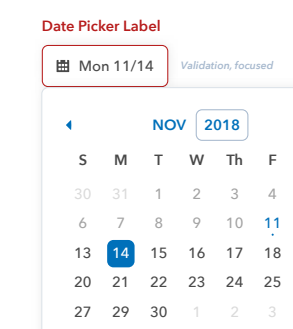 Date Picker Label
Mon 11/14 Validation, focused
NOV 2018
S M T W Th F
30 31 1 2 3 4
6 7 8 9 10 11
13 14 15 16 17 18
20 21 22 23 24 25
27 28 29 30 1 2 3